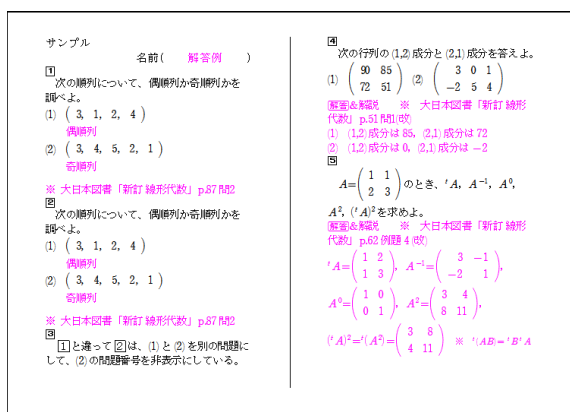 サンプル
名前(　解答例　)
1
次の順列について、偶順列か奇順列かを
調べよ。
(1) ( 3, 1, 2, 4 )
偶順列
(2) ( 3, 4, 5, 2, 1 )
奇順列
※ 大日本図書「新訂 線形代数」p.87 問2
2
次の順列について、偶順列か奇順列かを
調べよ。
(1) ( 3, 1, 2, 4 )
偶順列
(2) ( 3, 4, 5, 2, 1 )
奇順列
※ 大日本図書「新訂 線形代数」p.87 問2
3
1と違って2は、(1) と (2) を別の問題に
して、(2) の問題番号を非表示にしている。
4
次の行列の (1,2) 成分と (2,1) 成分を答えよ。
(1) ( 90 85 ) (2) ( 3 0 1 )
( 72 51 ) ( −2 5 4 )
解答&解説　※ 大日本図書「新訂 線形
代数」p.51 問1(改)
(1) (1,2) 成分は 85, (2,1) 成分は 72
(2) (1,2) 成分は 0, (2,1) 成分は −2
5
A=( 1 1 ) のとき、ᵗA, A⁻¹, A⁰,
( 2 3 )
A², (ᵗA)² を求めよ。
解答&解説　※ 大日本図書「新訂 線形
代数」p.62 例題 4 (改)
ᵗA=( 1 2 ), A⁻¹=( 3 −1 ),
( 1 3 ) ( −2 1 )
A⁰=( 1 0 ), A²=( 3 4 ),
( 0 1 ) ( 8 11 )
(ᵗA)²=ᵗ(A²)=( 3 8 ) ※ ᵗ(AB)=ᵗBᵗA
( 4 11 )